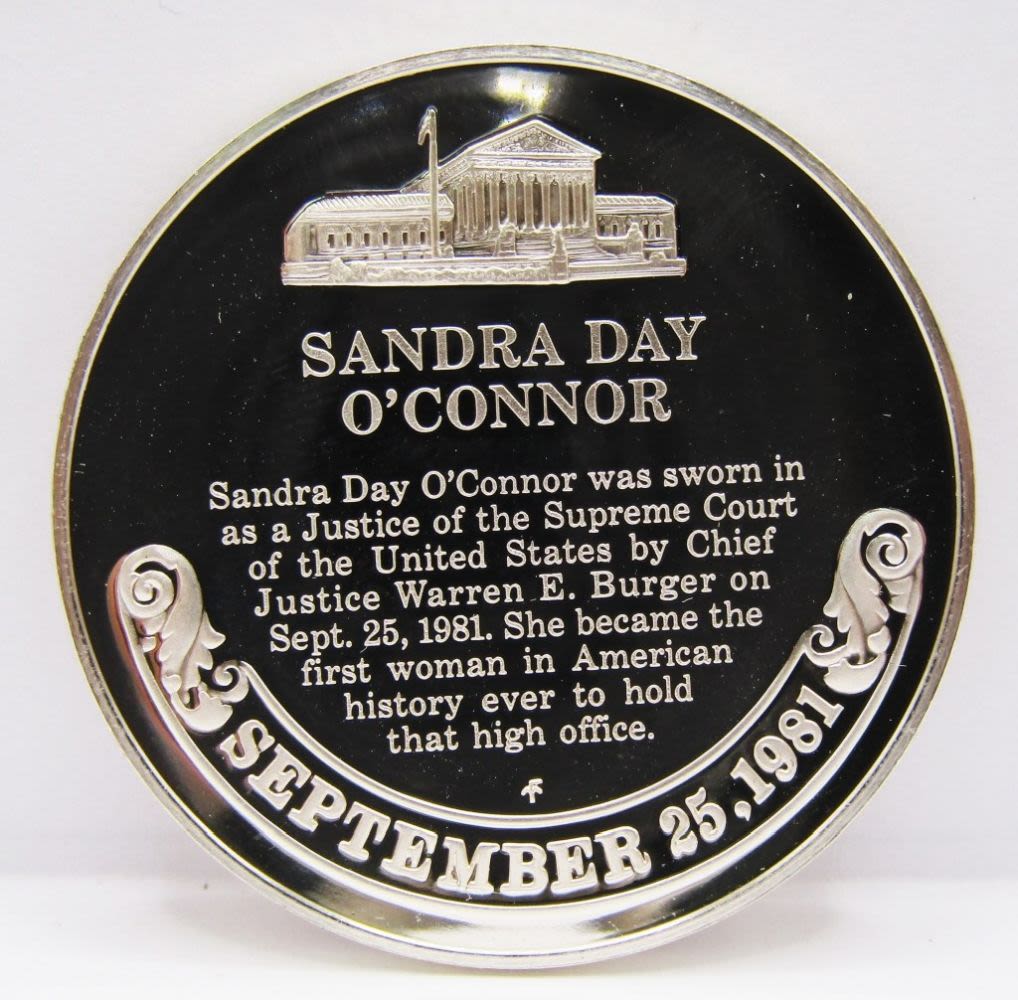 SANDRA DAY
O'CONNOR
Sandra Day O'Connor was sworn in
as a Justice of the Supreme Court
of the United States by Chief
Justice Warren E. Burger on
Sept. 25, 1981. She became the
first woman in American
history ever to hold
that high office.
SEPTEMBER 25, 1981